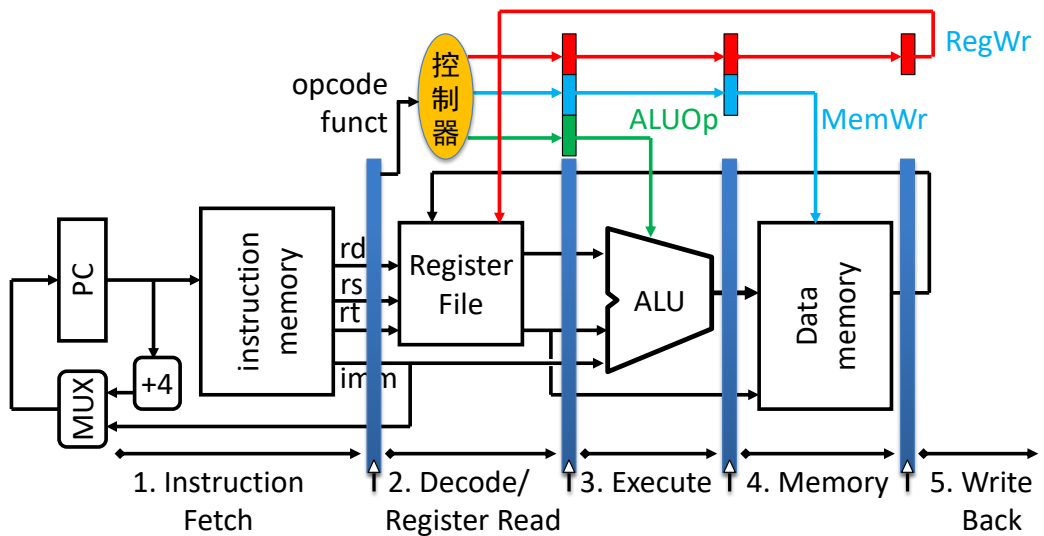 RegWr
控
制
器
opcode
funct
ALUOp
MemWr
PC
instruction
memory
rd
rs
rt
imm
Register
File
ALU
Data
memory
+4
MUX
1. Instruction
Fetch
2. Decode/
Register Read
3. Execute
4. Memory
5. Write
Back